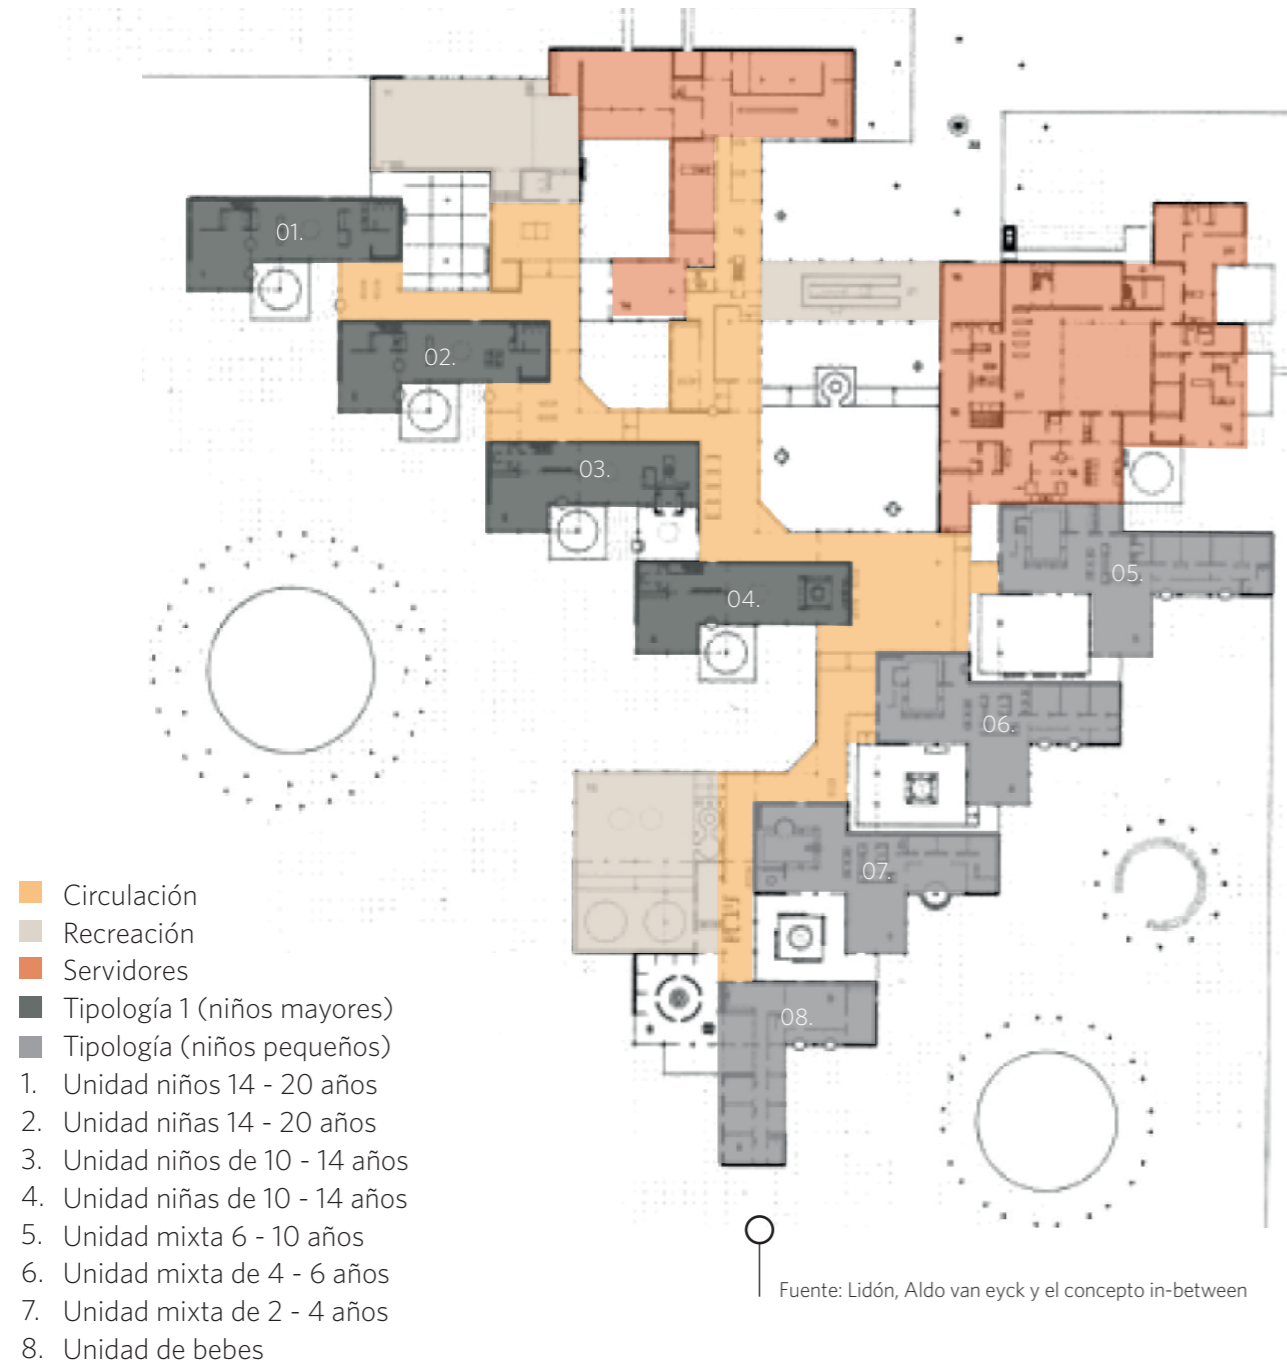 01.
02.
03.
04.
05.
06.
07.
08.
Circulación
Recreación
Servidores
Tipología 1 (niños mayores)
Tipología (niños pequeños)
1. Unidad niños 14 - 20 años
2. Unidad niñas 14 - 20 años
3. Unidad niños de 10 - 14 años
4. Unidad niñas de 10 - 14 años
5. Unidad mixta 6 - 10 años
6. Unidad mixta de 4 - 6 años
7. Unidad mixta de 2 - 4 años
8. Unidad de bebes
Fuente: Lidón, Aldo van eyck y el concepto in-between